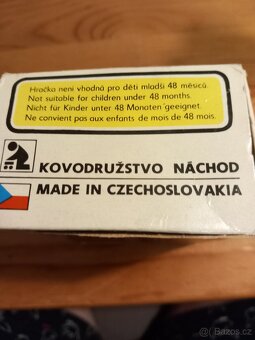 Hračka není vhodná pro děti mladší 48 měsíců.
Not suitable for children under 48 months.
Nicht für Kinder unter 48 Monaten geeignet.
Ne convient pas aux enfants de mois de 48 mois.
KOVODRUŽSTVO NÁCHOD
MADE IN CZECHOSLOVAKIA
Bazoš.cz